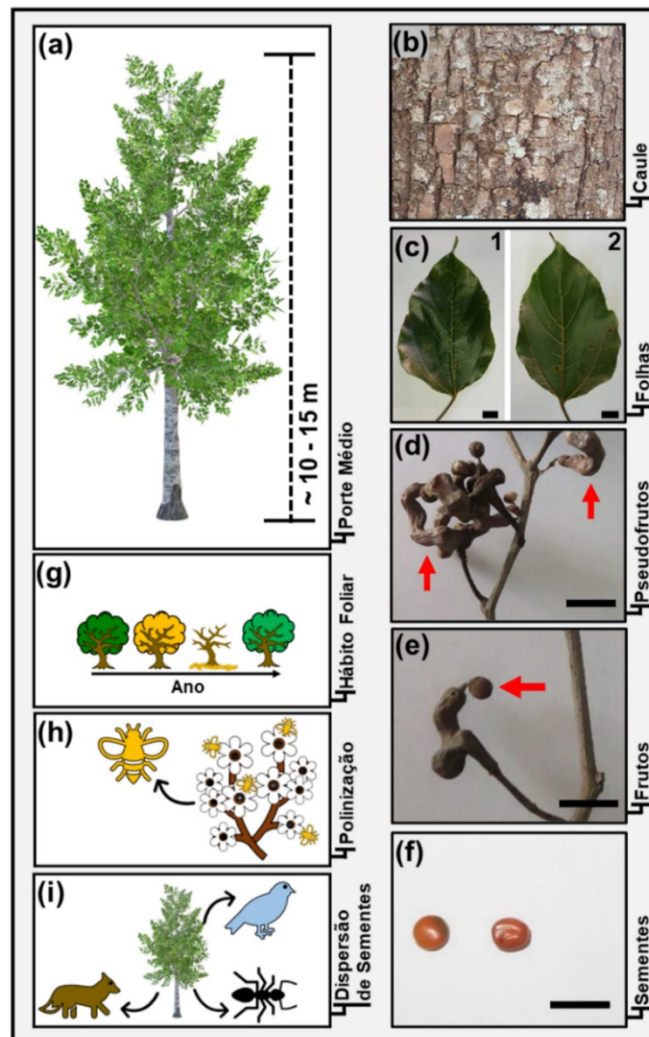 (a)
~ 10 - 15 m
Porte Médio
(b)
Caule
(c)
1
2
Folhas
(d)
Pseudofrutos
(e)
Frutos
(f)
Sementes
(g)
Ano
Hábito Foliar
(h)
Polinização
(i)
Dispersão
de Sementes